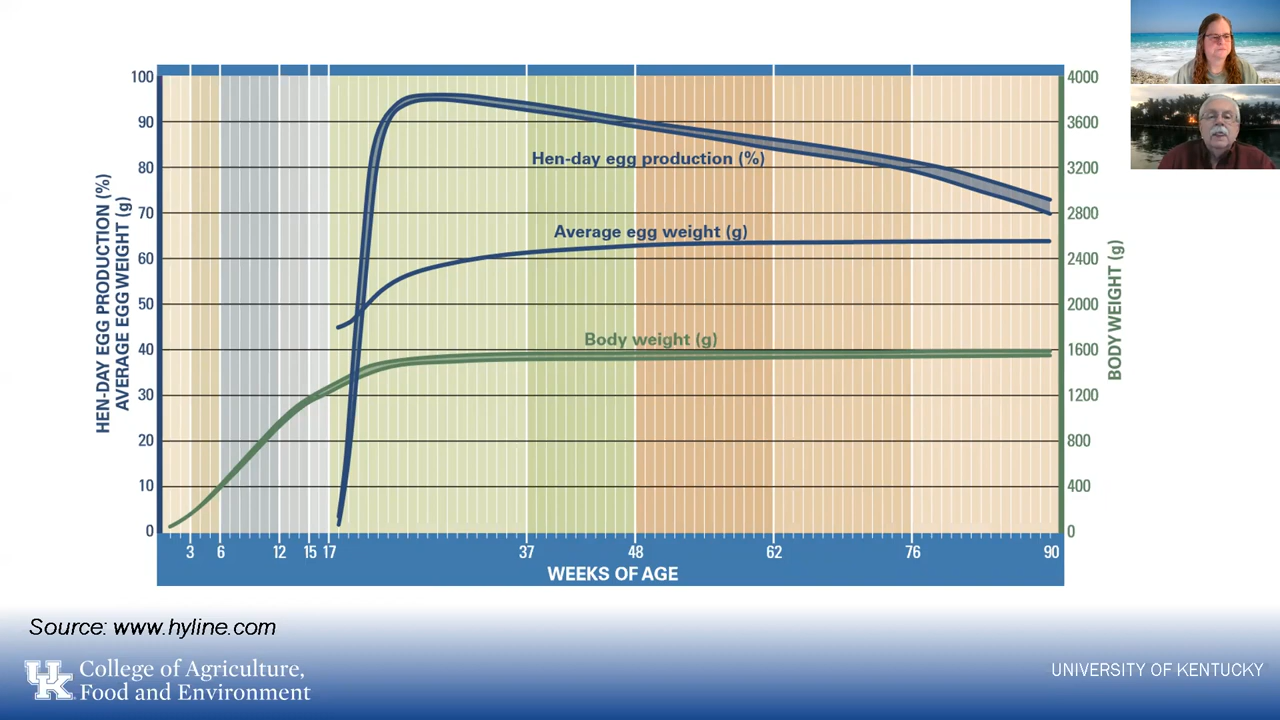 100
90
80
70
60
50
40
30
20
10
0
HEN-DAY EGG PRODUCTION (%)
AVERAGE EGG WEIGHT (g)
Hen-day egg production (%)
Average egg weight (g)
Body weight (g)
4000
3600
3200
2800
2400
2000
1600
1200
800
400
0
BODY WEIGHT (g)
3 6 12 15 17 37 48 62 76 90
WEEKS OF AGE
Source: www.hyline.com
UK College of Agriculture,
Food and Environment
UNIVERSITY OF KENTUCKY